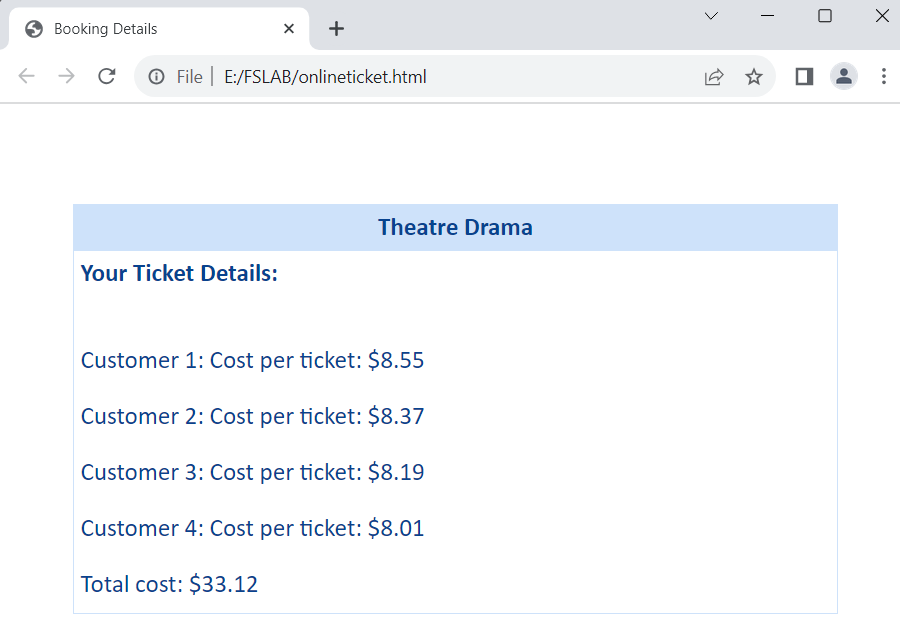 Booking Details
File | E:/FSLAB/onlineticket.html
Theatre Drama
Your Ticket Details:
Customer 1: Cost per ticket: $8.55
Customer 2: Cost per ticket: $8.37
Customer 3: Cost per ticket: $8.19
Customer 4: Cost per ticket: $8.01
Total cost: $33.12